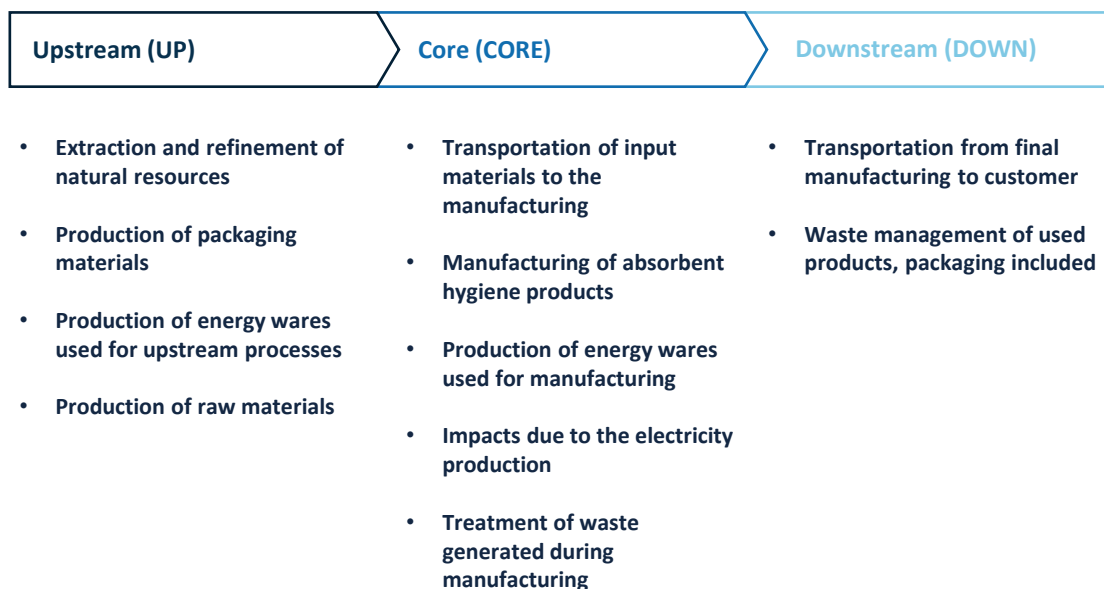 Upstream (UP)
Core (CORE)
Downstream (DOWN)
• Extraction and refinement of
natural resources
• Production of packaging
materials
• Production of energy wares
used for upstream processes
• Production of raw materials
• Transportation of input
materials to the
manufacturing
• Manufacturing of absorbent
hygiene products
• Production of energy wares
used for manufacturing
• Impacts due to the electricity
production
• Treatment of waste
generated during
manufacturing
• Transportation from final
manufacturing to customer
• Waste management of used
products, packaging included